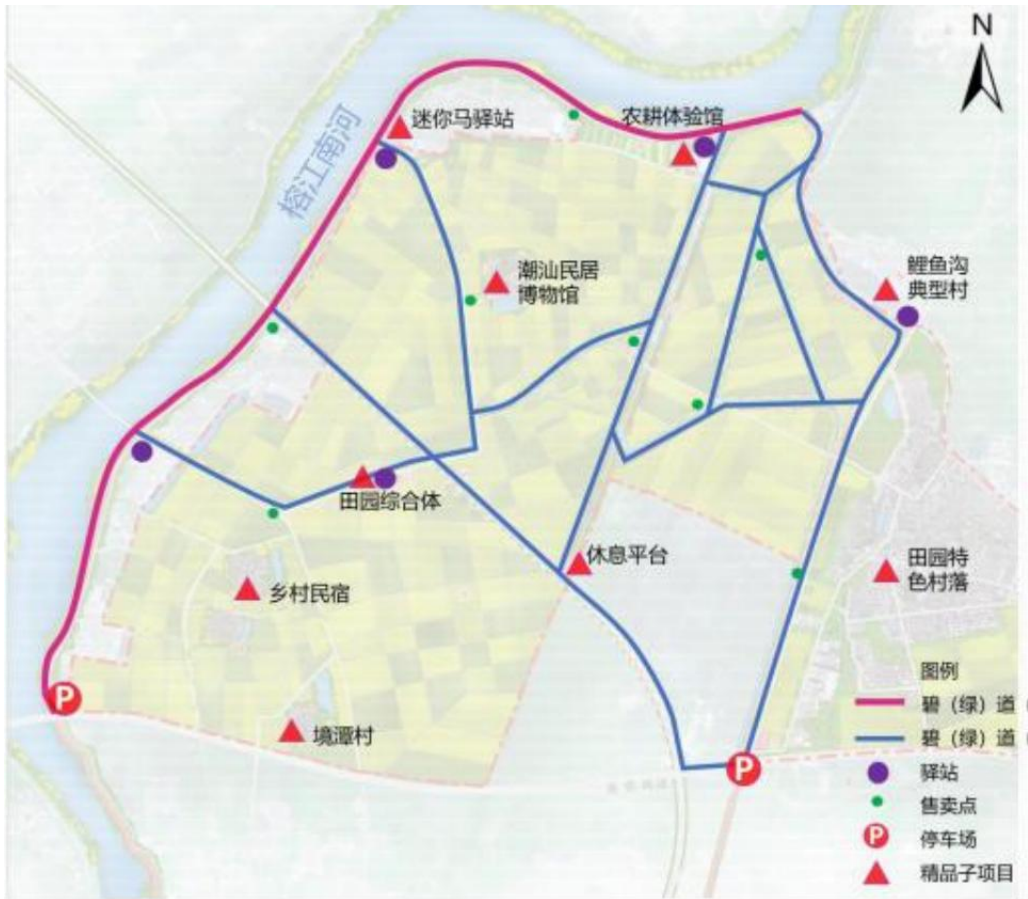 N
迷你马驿站
农耕体验馆
榕江南河
潮汕民居
博物馆
鲤鱼沟
典型村
田园综合体
休息平台
田园特
色村落
乡村民宿
境潭村
P
P
图例
碧（绿）道
碧（绿）道
驿站
售卖点
P 停车场
精品子项目